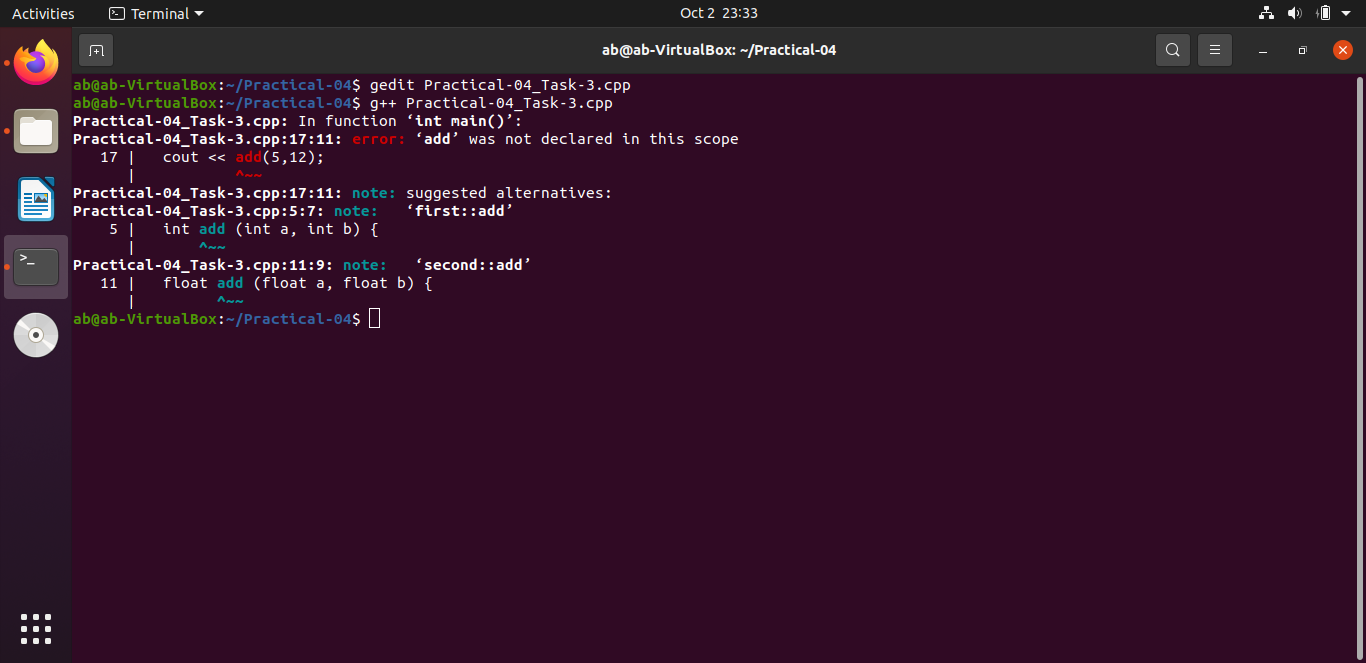 Activities Terminal Oct 2 23:33
ab@ab-VirtualBox: ~/Practical-04
ab@ab-VirtualBox:~/Practical-04$ gedit Practical-04_Task-3.cpp
ab@ab-VirtualBox:~/Practical-04$ g++ Practical-04_Task-3.cpp
Practical-04_Task-3.cpp: In function ‘int main()’:
Practical-04_Task-3.cpp:17:11: error: ‘add’ was not declared in this scope
   17 |   cout << add(5,12);
      |           ^~~
Practical-04_Task-3.cpp:17:11: note: suggested alternatives:
Practical-04_Task-3.cpp:5:7: note:   ‘first::add’
    5 |   int add (int a, int b) {
      |       ^~~
Practical-04_Task-3.cpp:11:9: note:   ‘second::add’
   11 |   float add (float a, float b) {
      |         ^~~
ab@ab-VirtualBox:~/Practical-04$